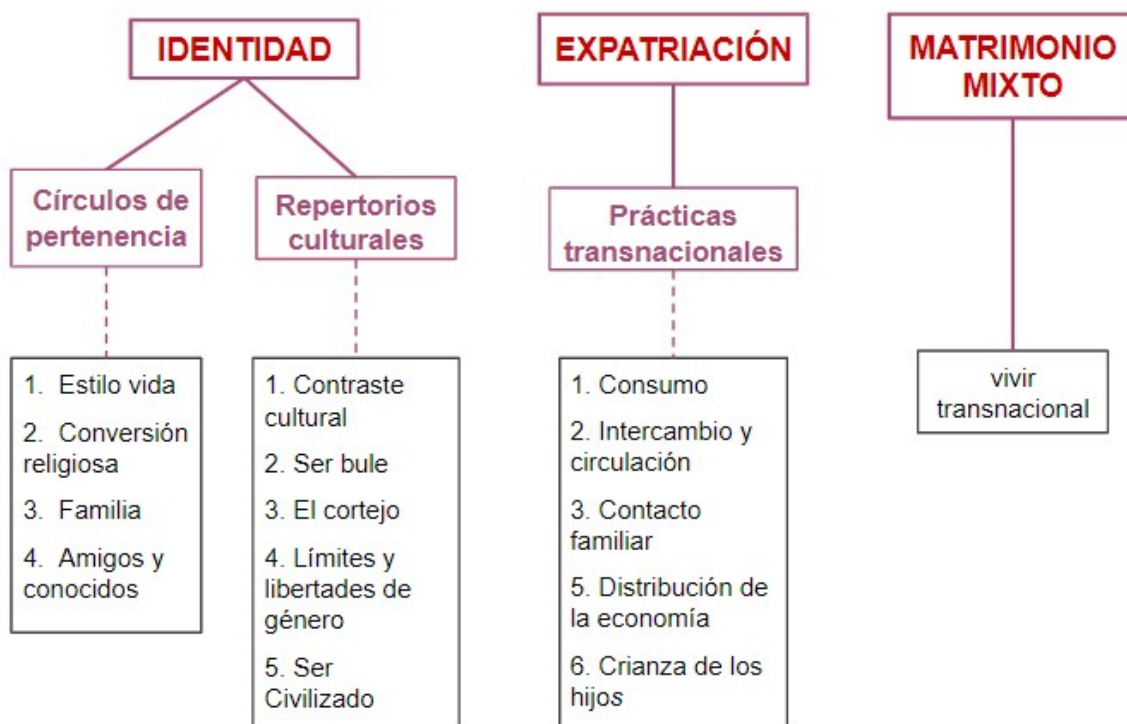 IDENTIDAD
Círculos de
pertenencia
1. Estilo vida
2. Conversión
religiosa
3. Familia
4. Amigos y
conocidos
Repertorios
culturales
1. Contraste
cultural
2. Ser bule
3. El cortejo
4. Límites y
libertades de
género
5. Ser
Civilizado
EXPATRIACIÓN
Prácticas
transnacionales
1. Consumo
2. Intercambio y
circulación
3. Contacto
familiar
5. Distribución de
la economía
6. Crianza de los
hijos
MATRIMONIO
MIXTO
vivir
transnacional